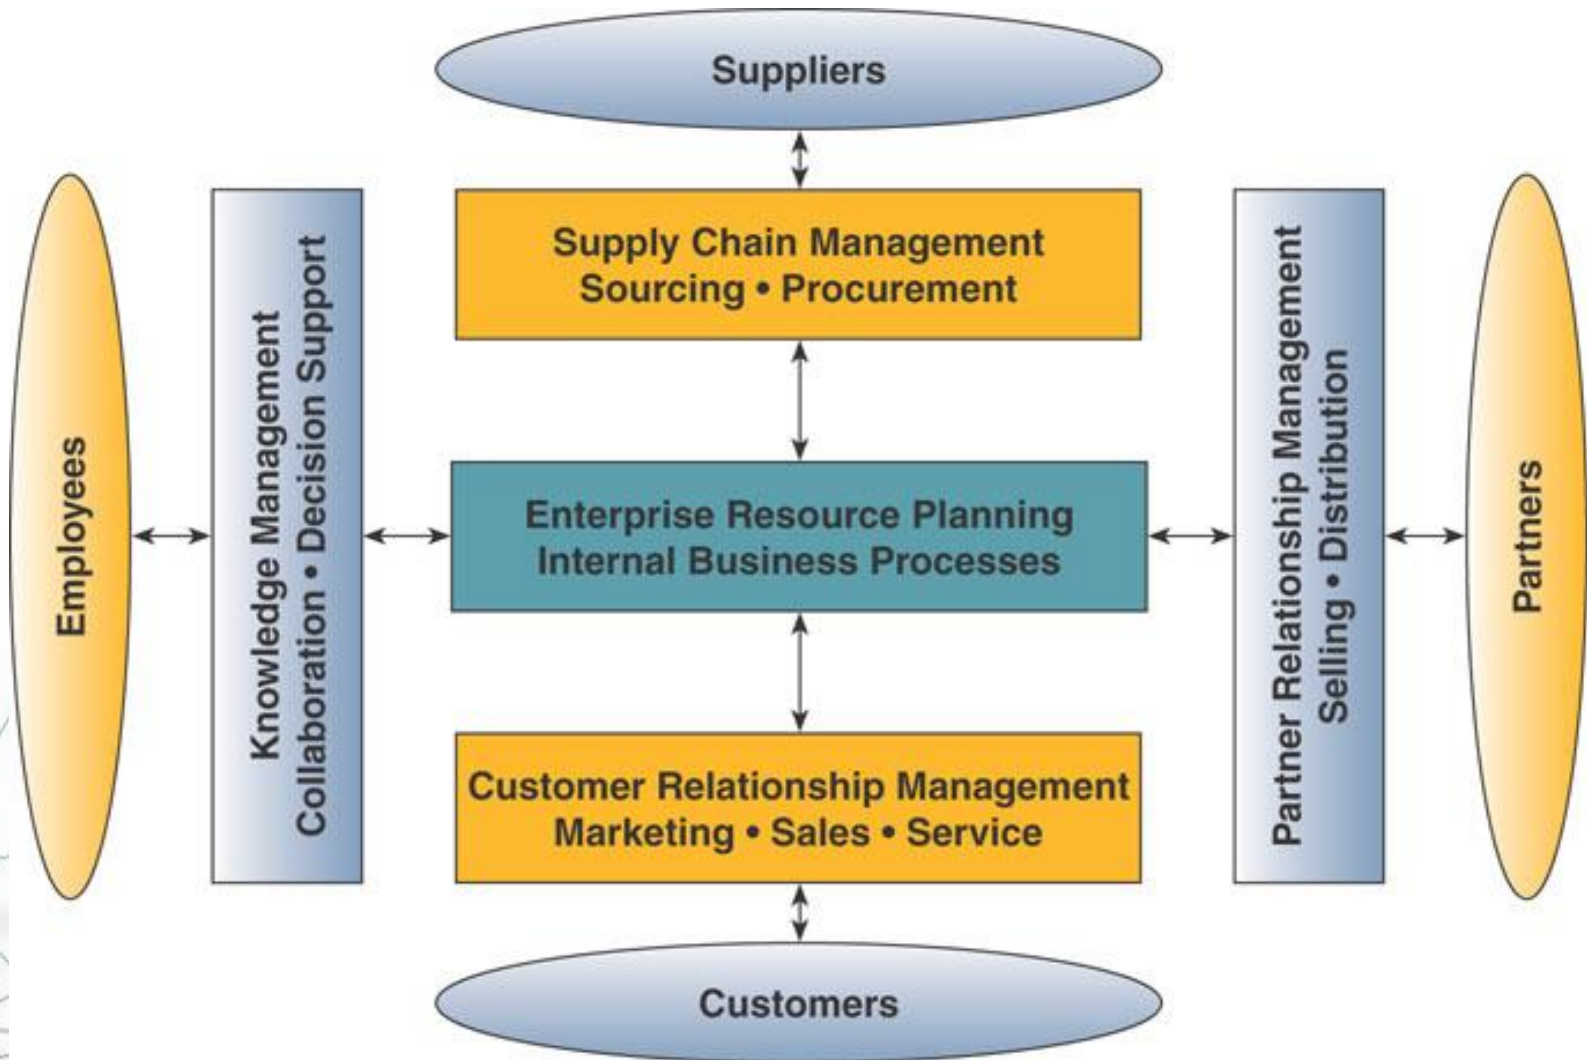 Suppliers
Supply Chain Management
Sourcing • Procurement
Employees
Knowledge Management
Collaboration • Decision Support
Enterprise Resource Planning
Internal Business Processes
Partner Relationship Management
Selling • Distribution
Partners
Customer Relationship Management
Marketing • Sales • Service
Customers